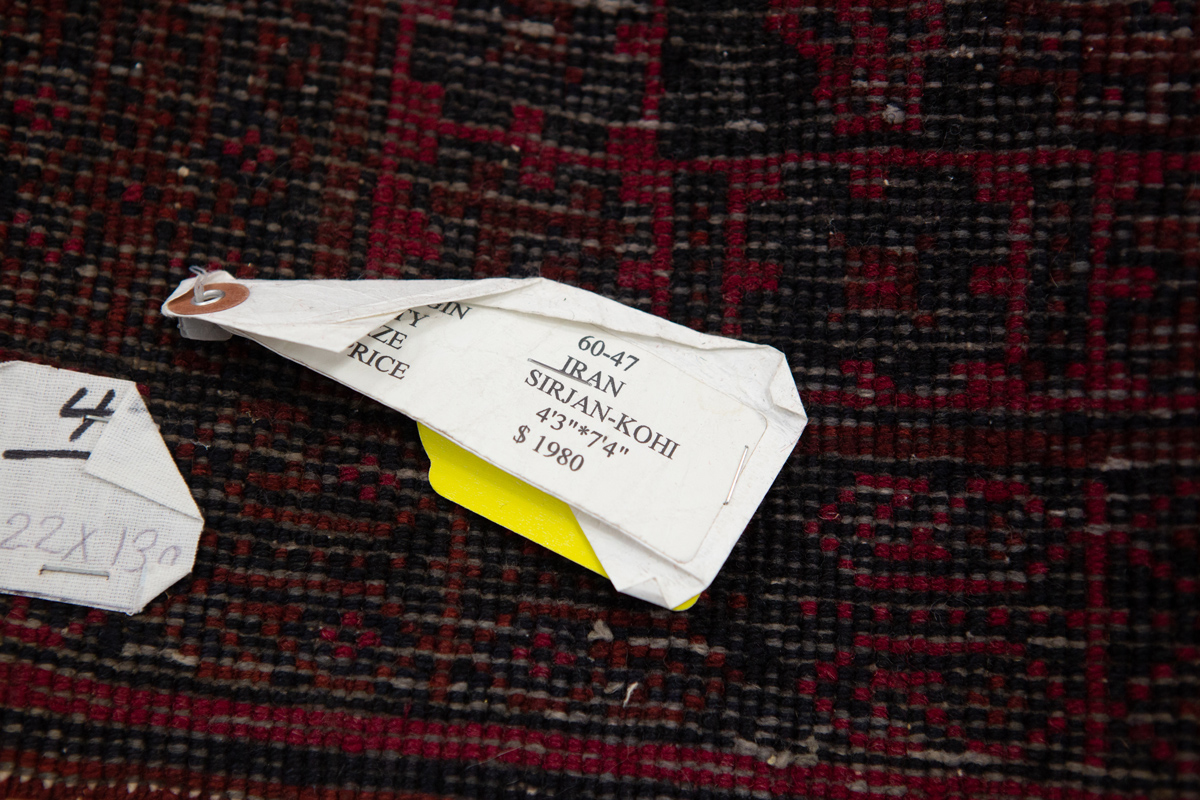 60-47
IN IRAN
TY SIRJAN-KOHI
ZE 4'3"*7'4"
RICE $ 1980
4
22X130